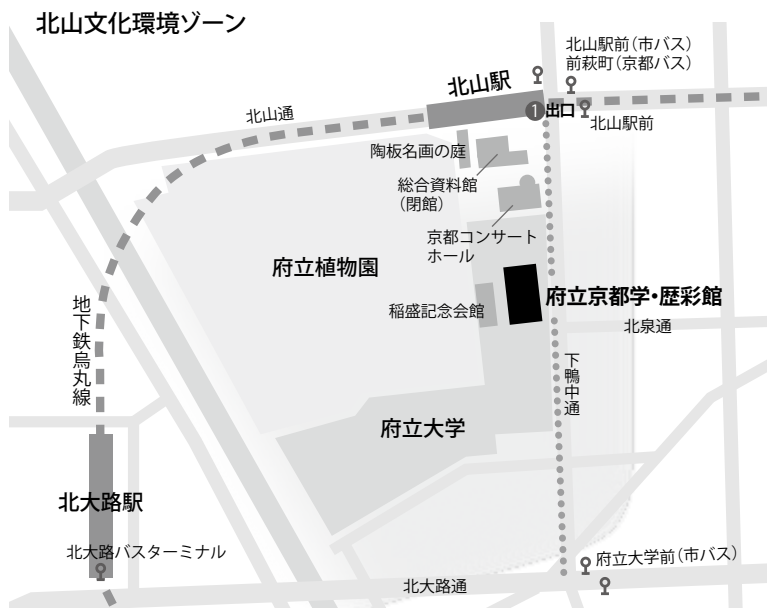 北山文化環境ゾーン
北山駅前(市バス)
前萩町(京都バス)
北山駅
北山通
1 出口
北山駅前
陶板名画の庭
総合資料館
(閉館)
京都コンサート
ホール
府立植物園
府立京都学・歴彩館
稲盛記念会館
北泉通
地下鉄烏丸線
下鴨中通
府立大学
北大路駅
北大路バスターミナル
府立大学前(市バス)
北大路通